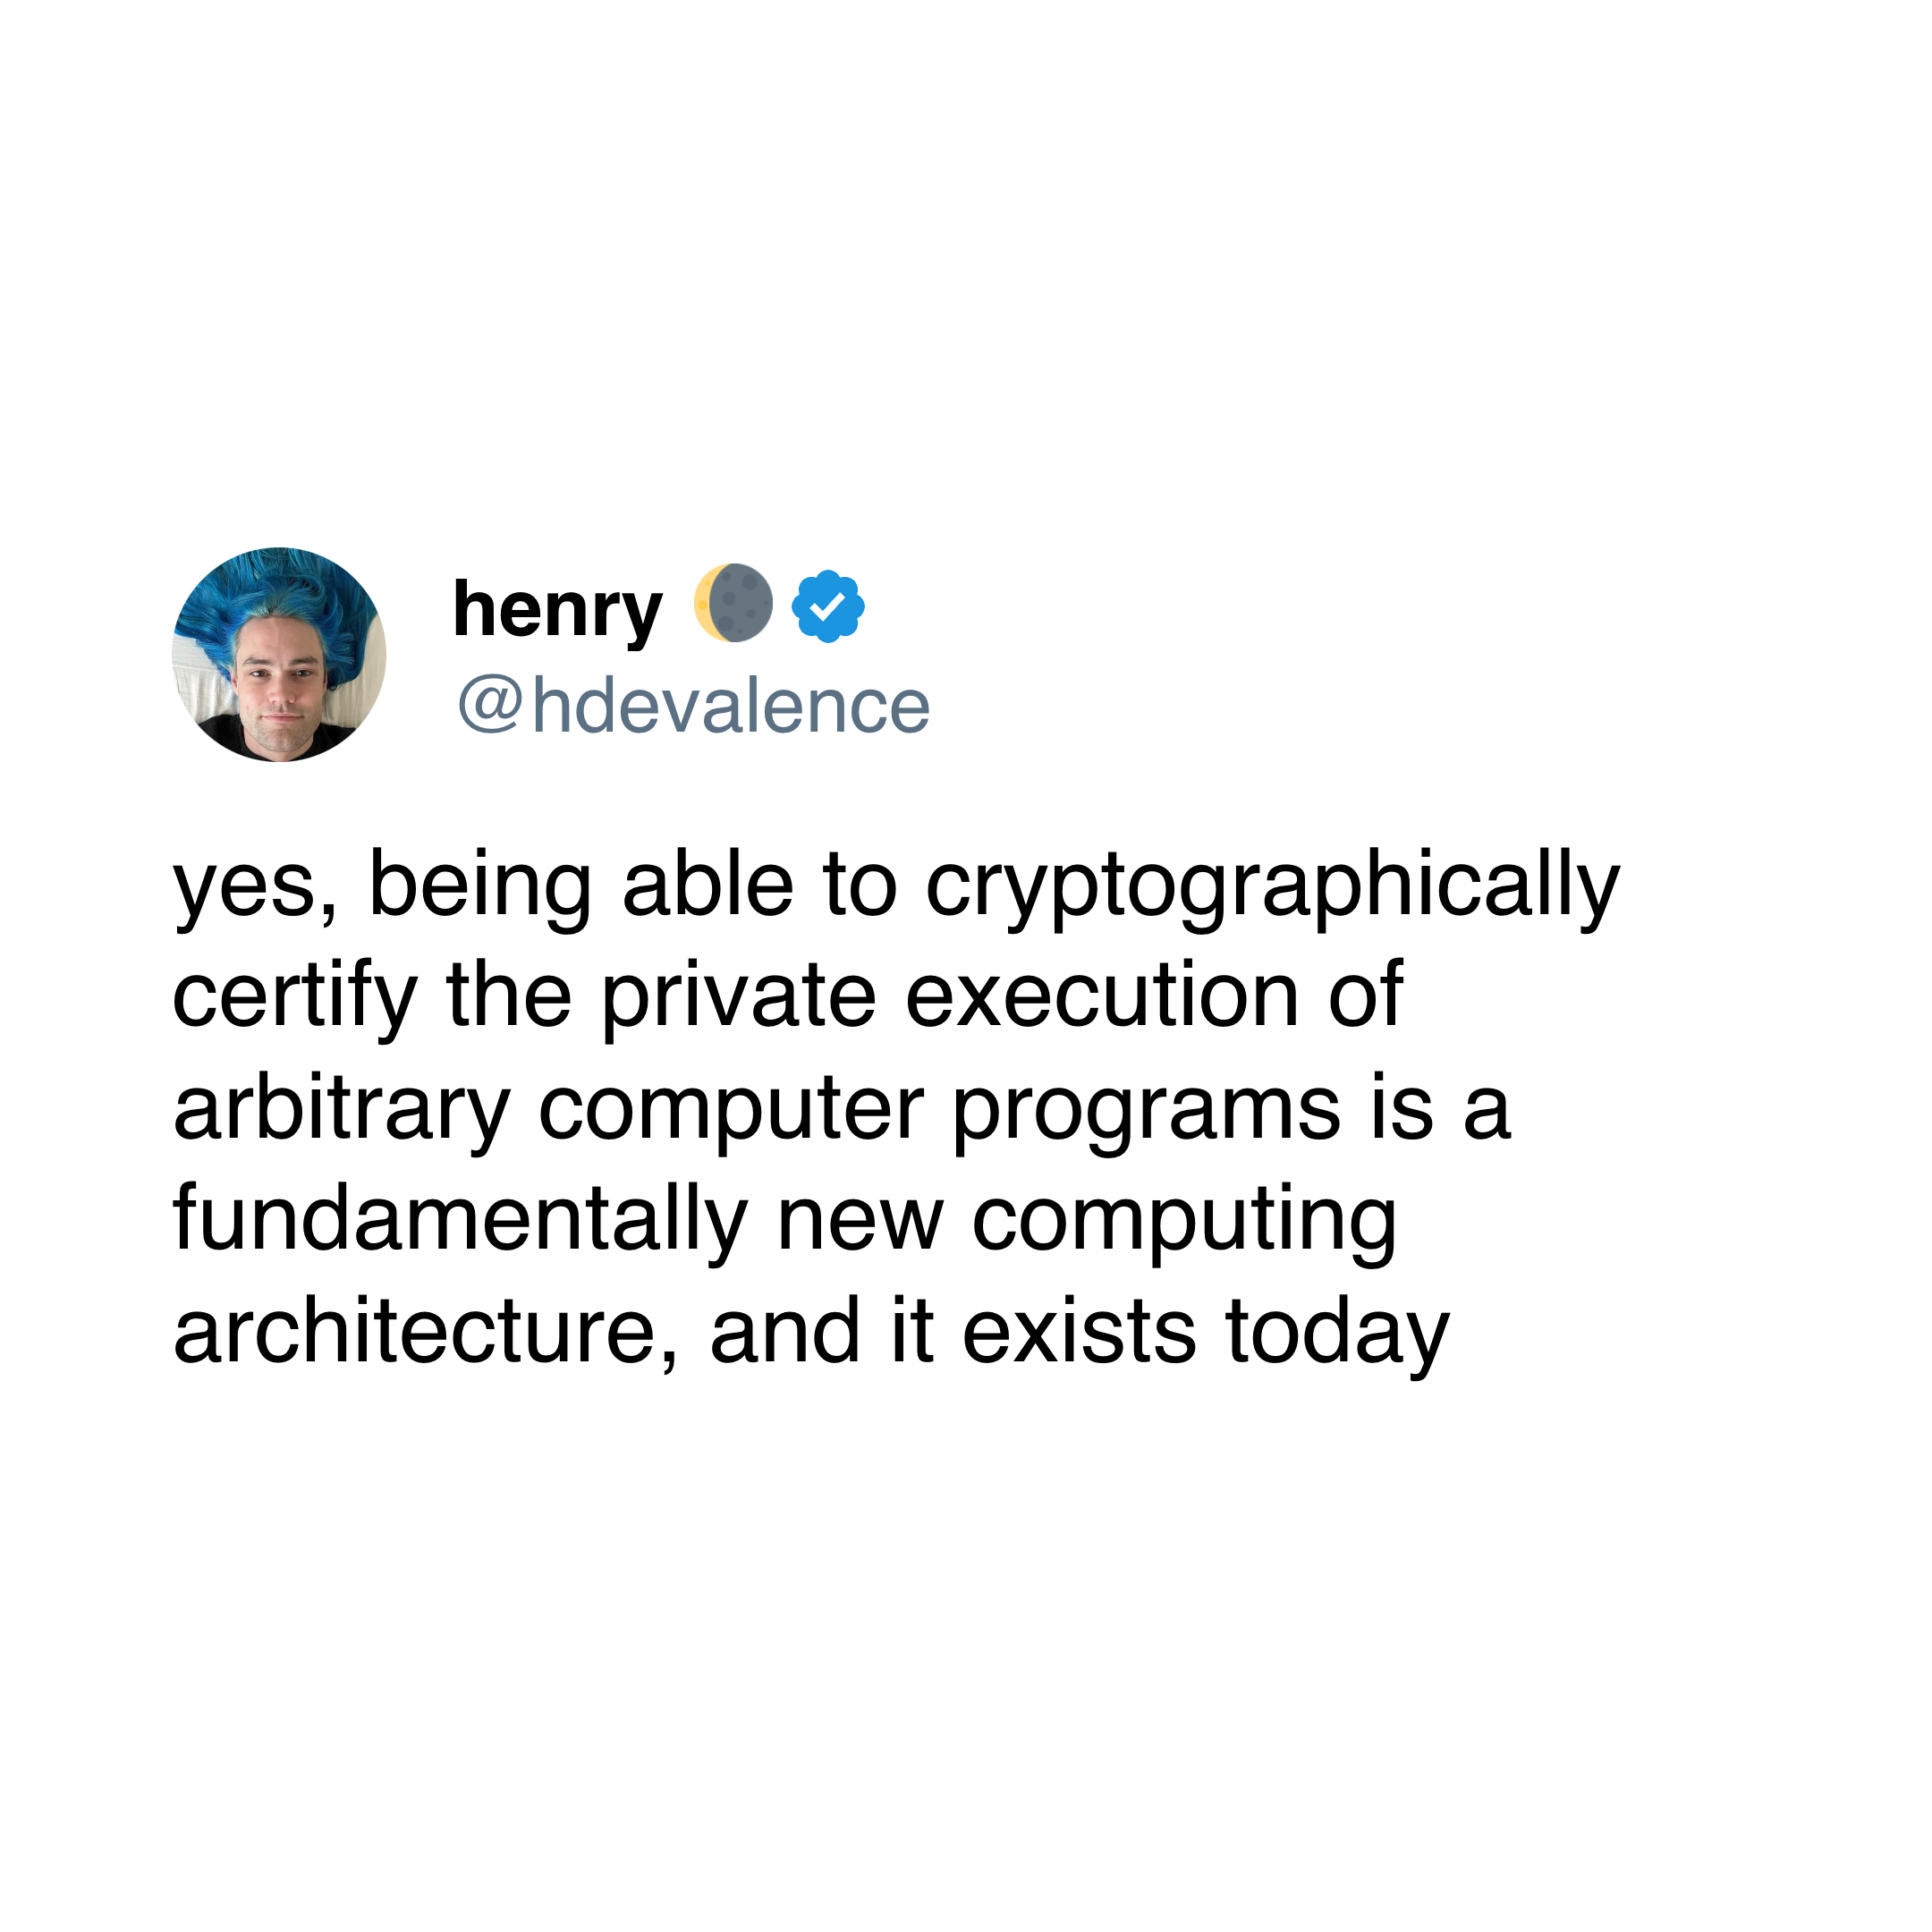 henry 🌘
@hdevalence
yes, being able to cryptographically
certify the private execution of
arbitrary computer programs is a
fundamentally new computing
architecture, and it exists today